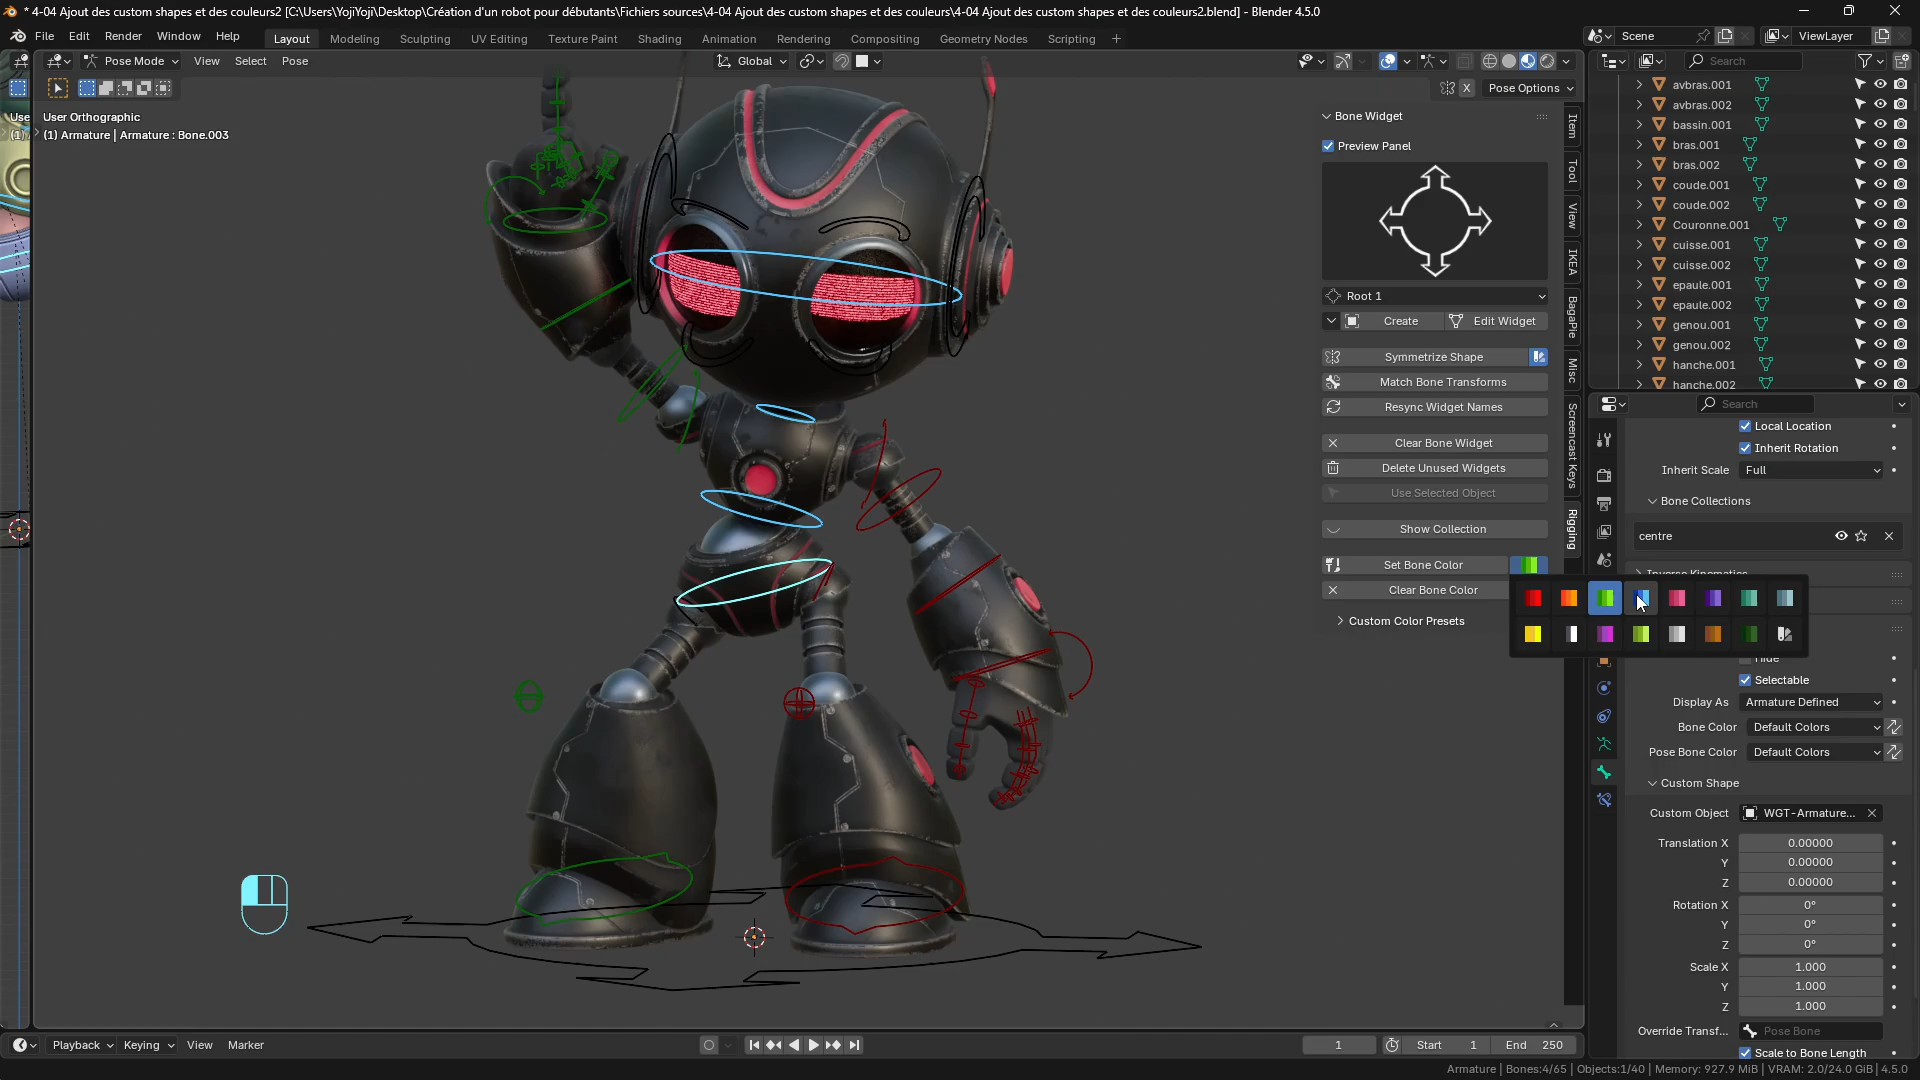 * 4-04 Ajout des custom shapes et des couleurs2 [C:\Users\YojiYoji\Desktop\Création d'un robot pour débutants\Fichiers sources\4-04 Ajout des custom shapes et des couleurs\4-04 Ajout des custom shapes et des couleurs2.blend] - Blender 4.5.0
File Edit Render Window Help
Layout Modeling Sculpting UV Editing Texture Paint Shading Animation Rendering Compositing Geometry Nodes Scripting +
Scene
ViewLayer
Pose Mode View Select Pose
Global
Search
X Pose Options
Use
(1)
User Orthographic
(1) Armature | Armature : Bone.003
Bone Widget
Preview Panel
Root 1
Create Edit Widget
Symmetrize Shape
Match Bone Transforms
Resync Widget Names
Clear Bone Widget
Delete Unused Widgets
Use Selected Object
Show Collection
Set Bone Color
Clear Bone Color
Custom Color Presets
Item
Tool
View
IKEA
BagaPie
Misc
Screencast Keys
Rigging
avbras.001
avbras.002
bassin.001
bras.001
bras.002
coude.001
coude.002
Couronne.001
cuisse.001
cuisse.002
epaule.001
epaule.002
genou.001
genou.002
hanche.001
hanche.002
Search
Local Location
Inherit Rotation
Inherit Scale Full
Bone Collections
centre
Inverse Kinematics
Hide
Selectable
Display As Armature Defined
Bone Color Default Colors
Pose Bone Color Default Colors
Custom Shape
Custom Object WGT-Armature...
Translation X 0.00000
Y 0.00000
Z 0.00000
Rotation X 0°
Y 0°
Z 0°
Scale X 1.000
Y 1.000
Z 1.000
Override Transf... Pose Bone
Scale to Bone Length
Playback Keying View Marker
1
Start 1 End 250
Armature | Bones:4/65 | Objects:1/40 | Memory: 927.9 MiB | VRAM: 2.0/24.0 GiB | 4.5.0